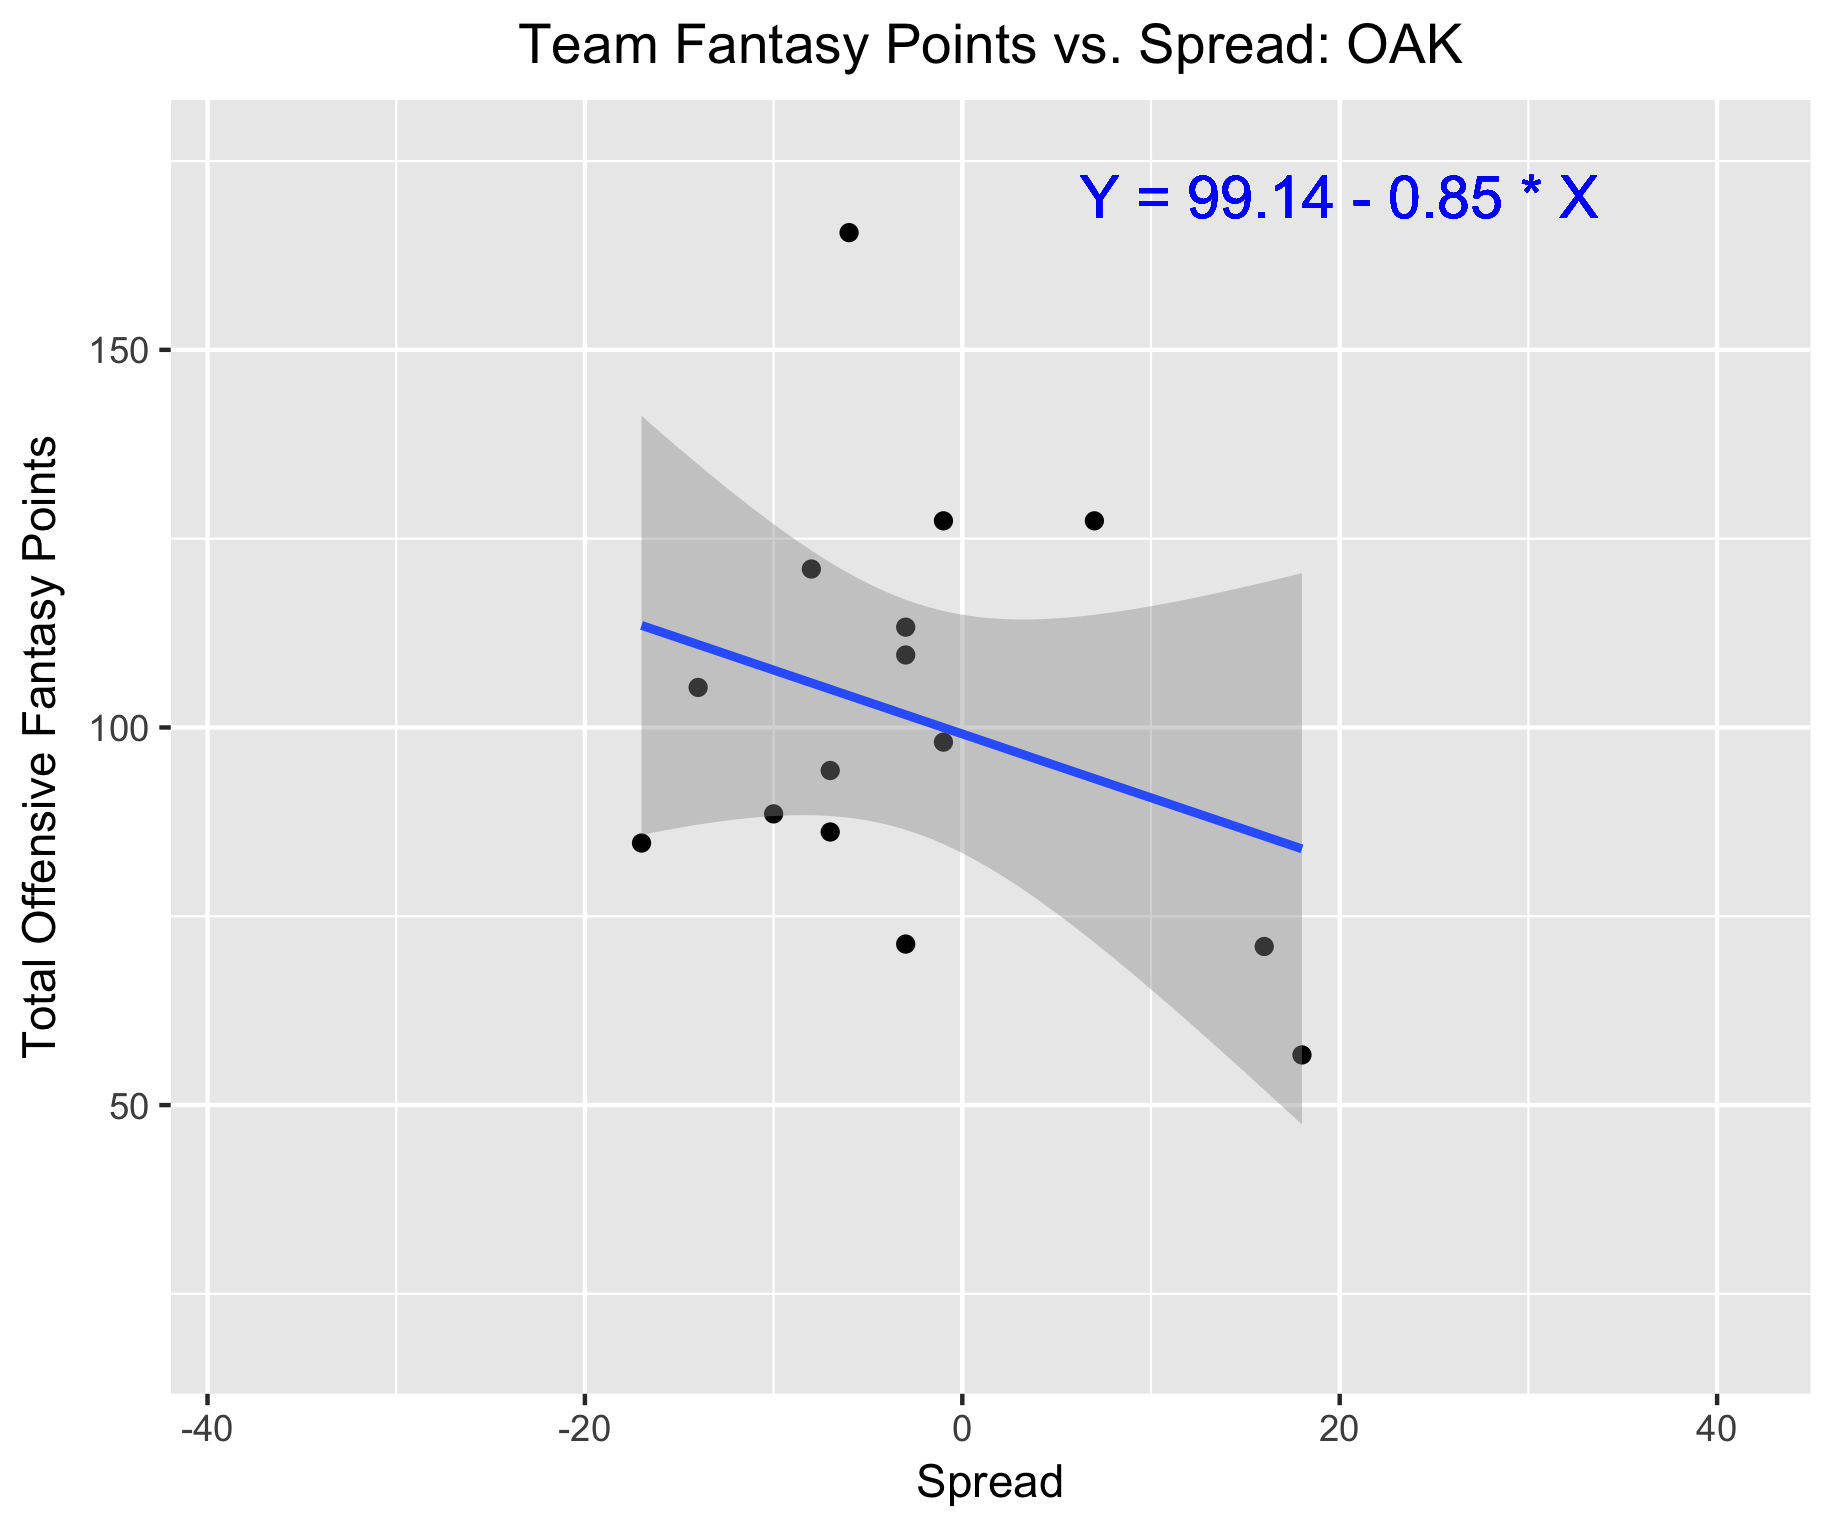 Team Fantasy Points vs. Spread: OAK
Y = 99.14 - 0.85 * X
Total Offensive Fantasy Points
150
100
50
-40
-20
0
20
40
Spread